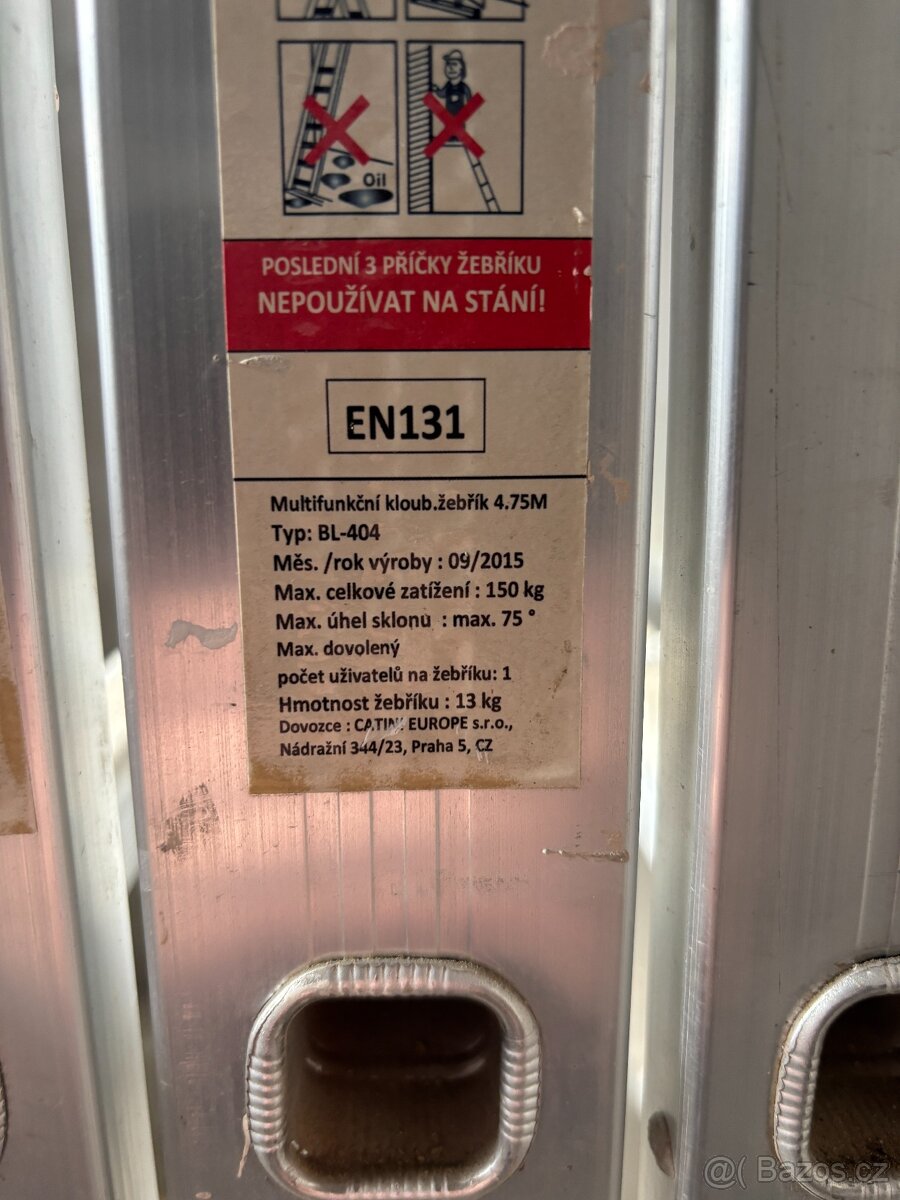 Oil
POSLEDNÍ 3 PŘÍČKY ŽEBŘÍKU
NEPOUŽÍVAT NA STÁNÍ!
EN131
Multifunkční kloub.žebřík 4.75M
Typ: BL-404
Měs. /rok výroby : 09/2015
Max. celkové zatížení : 150 kg
Max. úhel sklonu : max. 75 °
Max. dovolený
počet uživatelů na žebříku: 1
Hmotnost žebříku : 13 kg
Dovozce : EUROPE s.r.o.,
Nádražní 344/23, Praha 5, CZ
@( Bazos.cz